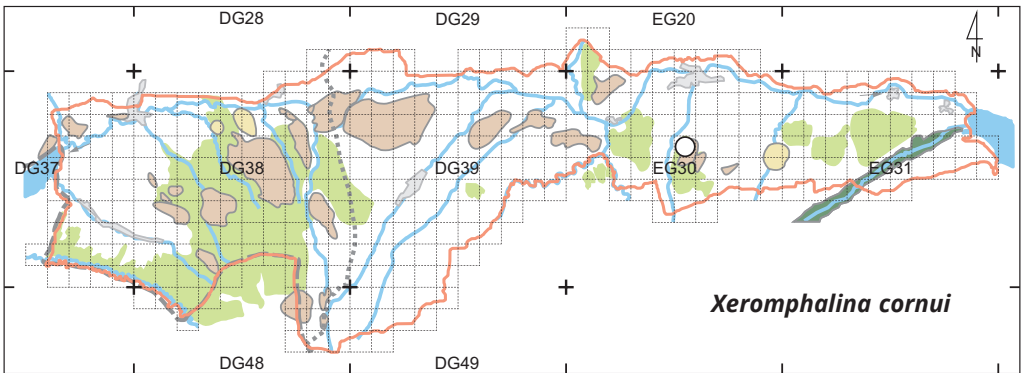 DG28 DG29 EG20
N
DG37 DG38 DG39 EG30 EG31
Xeromphalina cornui
DG48 DG49